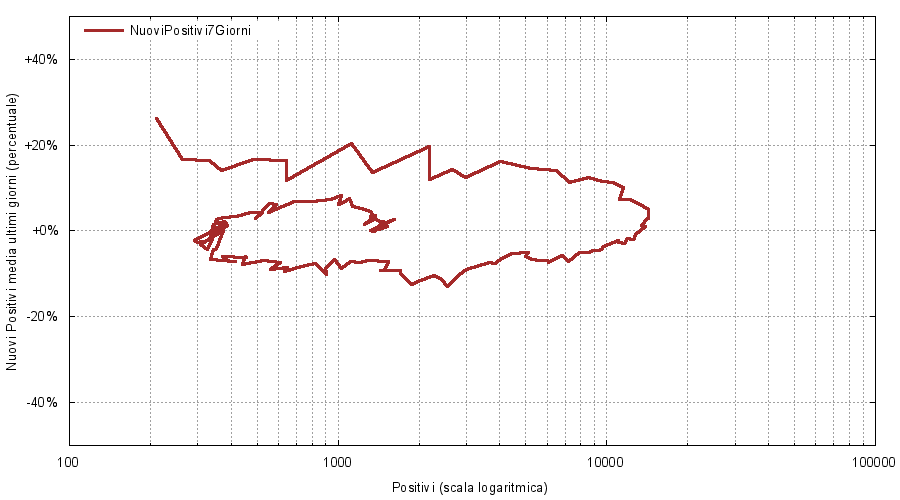 NuoviPositivi7Giorni
+40%
+20%
+0%
-20%
-40%
Nuovi Positivi media ultimi giorni (percentuale)
100 1000 10000 100000
Positivi (scala logaritmica)